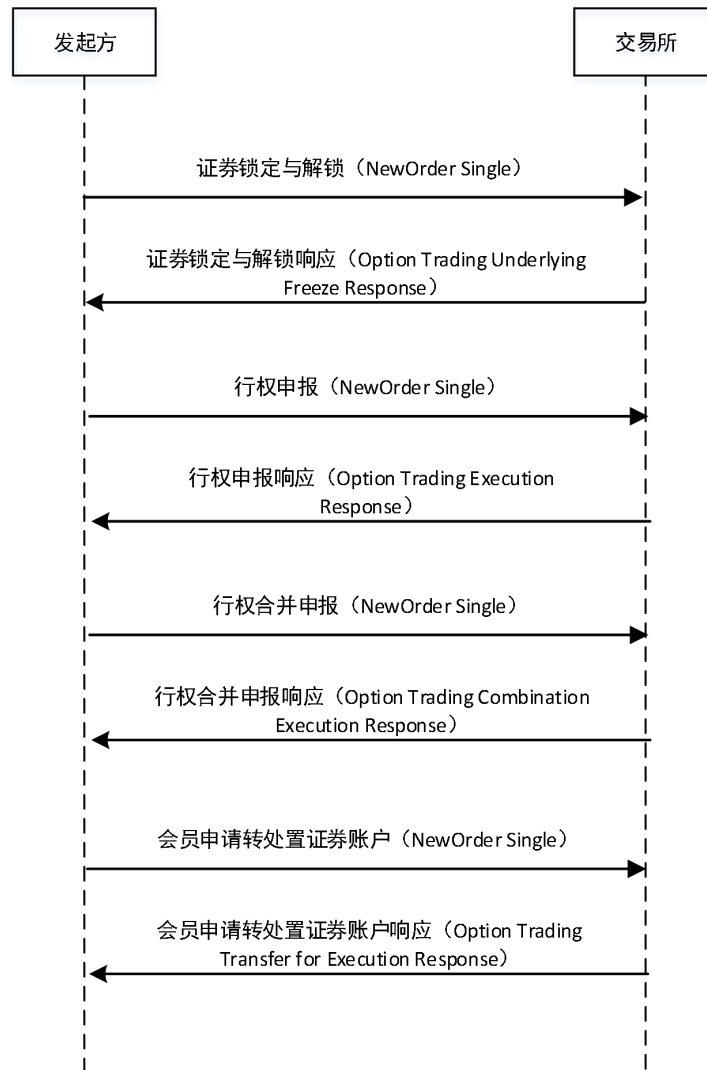 发起方
交易所
证券锁定与解锁（NewOrder Single）
证券锁定与解锁响应（Option Trading Underlying
Freeze Response）
行权申报（NewOrder Single）
行权申报响应（Option Trading Execution
Response）
行权合并申报（NewOrder Single）
行权合并申报响应（Option Trading Combination
Execution Response）
会员申请转处置证券账户（NewOrder Single）
会员申请转处置证券账户响应（Option Trading
Transfer for Execution Response）